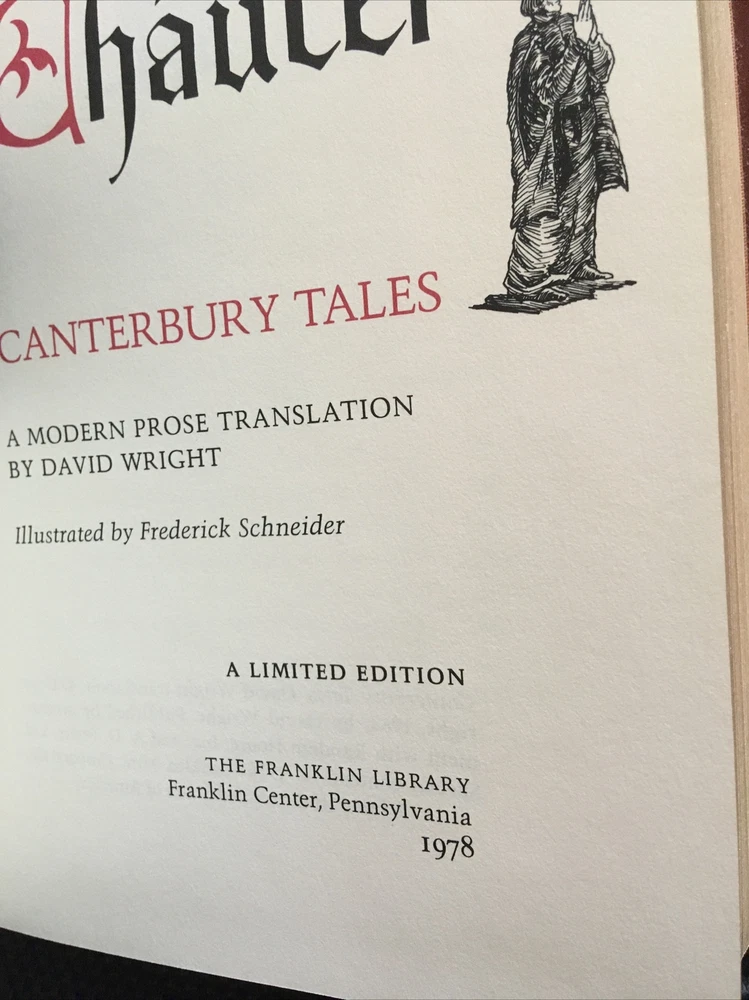 Chaucer
CANTERBURY TALES
A MODERN PROSE TRANSLATION
BY DAVID WRIGHT
Illustrated by Frederick Schneider
A LIMITED EDITION
THE FRANKLIN LIBRARY
Franklin Center, Pennsylvania
1978